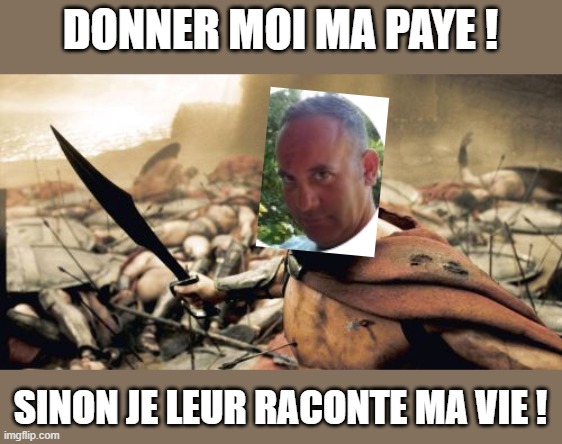 DONNER MOI MA PAYE !
SINON JE LEUR RACONTE MA VIE !
imgflip.com